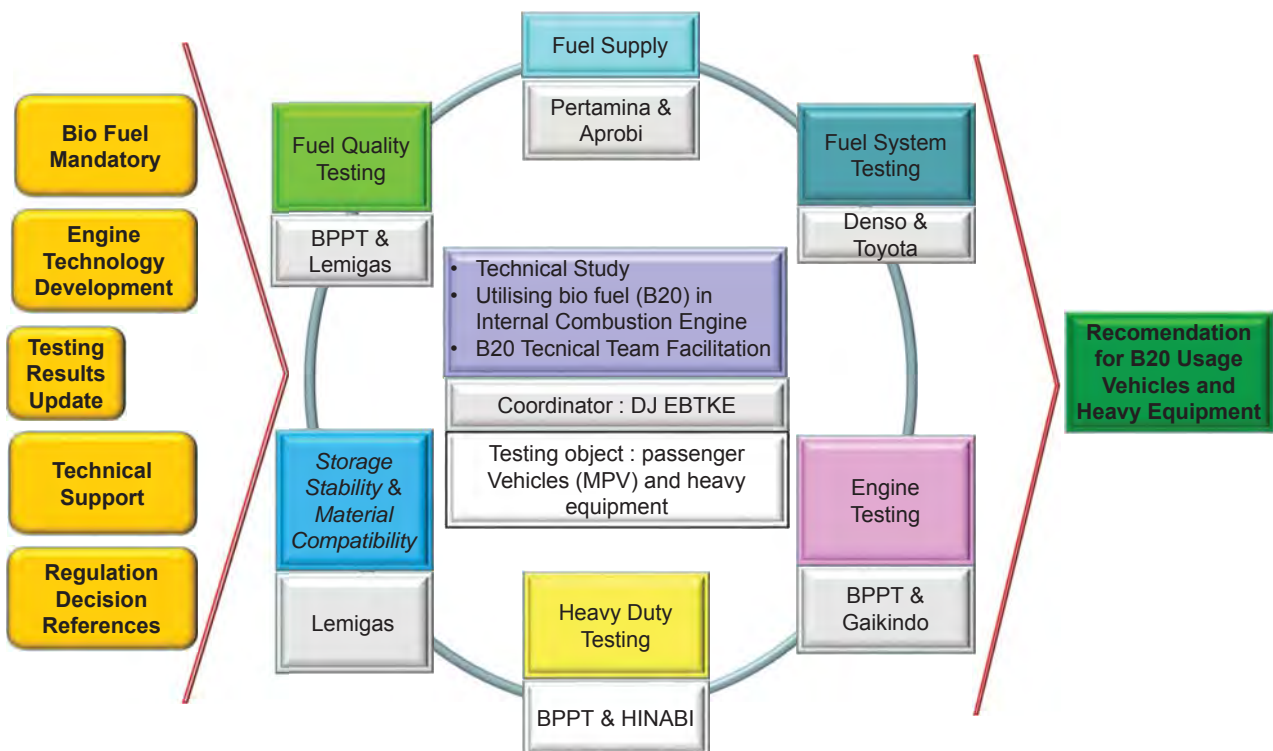 Bio Fuel
Mandatory
Engine
Technology
Development
Testing
Results
Update
Technical
Support
Regulation
Decision
References
Fuel Supply
Pertamina &
Aprobi
Fuel Quality
Testing
BPPT &
Lemigas
Fuel System
Testing
Denso &
Toyota
• Technical Study
• Utilising bio fuel (B20) in
Internal Combustion Engine
• B20 Tecnical Team Facilitation
Coordinator : DJ EBTKE
Testing object : passenger
Vehicles (MPV) and heavy
equipment
Storage
Stability &
Material
Compatibility
Lemigas
Engine
Testing
BPPT &
Gaikindo
Heavy Duty
Testing
BPPT & HINABI
Recomendation
for B20 Usage
Vehicles and
Heavy Equipment